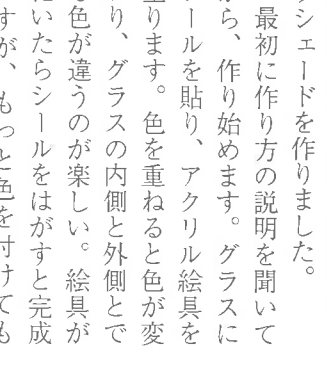 シェードを作りました。
最初に作り方の説明を聞いて
から、作り始めます。グラスに
ールを貼り、アクリル絵具を
ります。色を重ねると色が変
り、グラスの内側と外側とで
色が違うのが楽しい。絵具が
いたらシールをはがすと完成
すが、もっと色を付けても